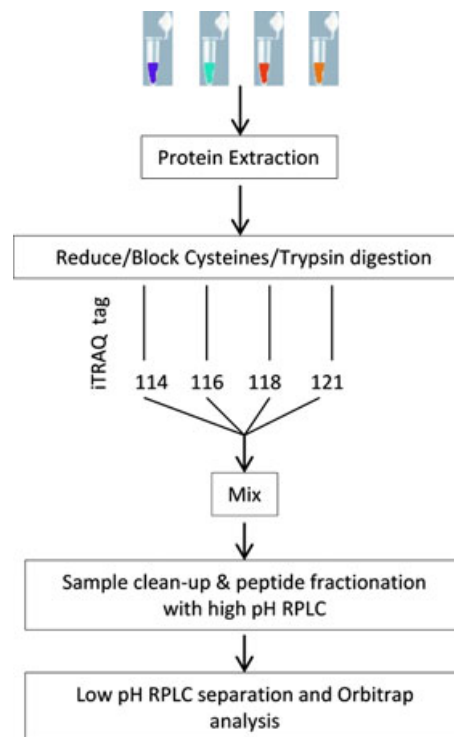 Protein Extraction
Reduce/Block Cysteines/Trypsin digestion
iTRAQ tag
114 116 118 121
Mix
Sample clean-up & peptide fractionation
with high pH RPLC
Low pH RPLC separation and Orbitrap
analysis